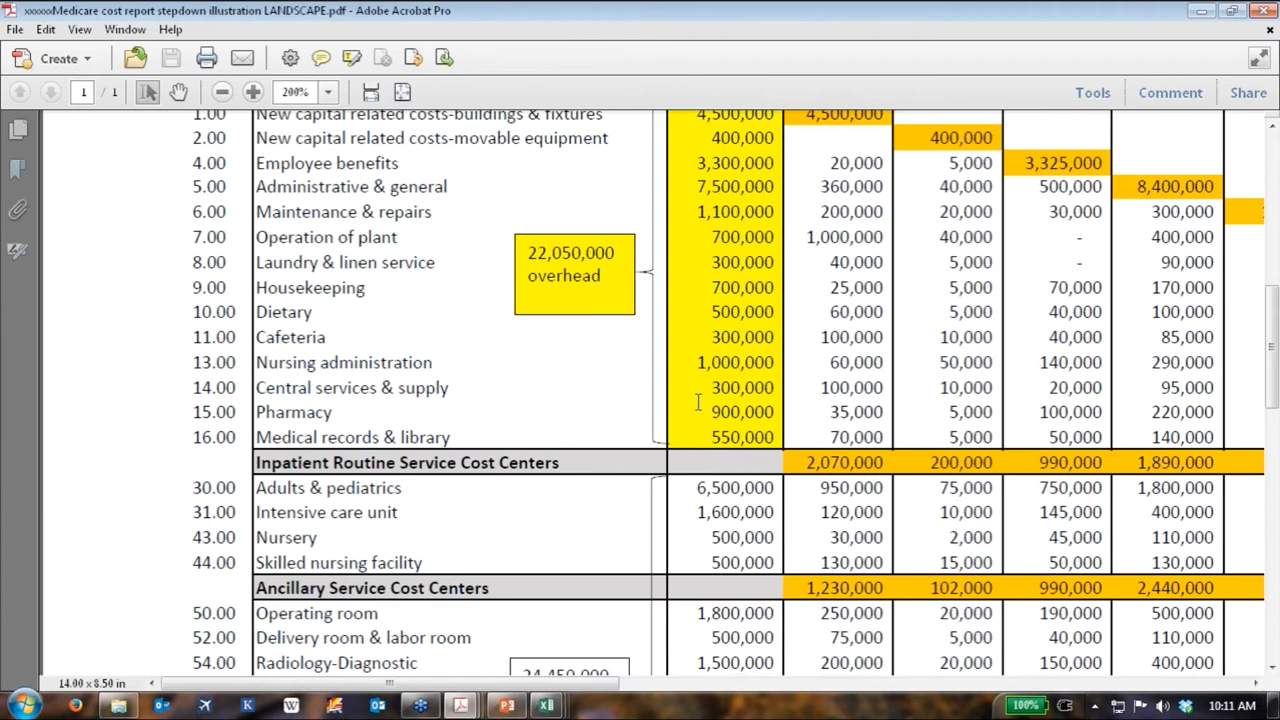 xxxxxMedicare cost report stepdown illustration LANDSCAPE.pdf - Adobe Acrobat Pro
File Edit View Window Help
Create
1 / 1 200% Tools Comment Share
1.00 New capital related costs-buildings & fixtures 4,500,000 4,500,000
2.00 New capital related costs-movable equipment 400,000 400,000
4.00 Employee benefits 3,300,000 20,000 5,000 3,325,000
5.00 Administrative & general 7,500,000 360,000 40,000 500,000 8,400,000
6.00 Maintenance & repairs 1,100,000 200,000 20,000 30,000 300,000
7.00 Operation of plant 700,000 1,000,000 40,000 - 400,000
22,050,000
overhead
8.00 Laundry & linen service 300,000 40,000 5,000 - 90,000
9.00 Housekeeping 700,000 25,000 5,000 70,000 170,000
10.00 Dietary 500,000 60,000 5,000 40,000 100,000
11.00 Cafeteria 300,000 100,000 10,000 40,000 85,000
13.00 Nursing administration 1,000,000 60,000 50,000 140,000 290,000
14.00 Central services & supply 300,000 100,000 10,000 20,000 95,000
15.00 Pharmacy 900,000 35,000 5,000 100,000 220,000
16.00 Medical records & library 550,000 70,000 5,000 50,000 140,000
Inpatient Routine Service Cost Centers 2,070,000 200,000 990,000 1,890,000
30.00 Adults & pediatrics 6,500,000 950,000 75,000 750,000 1,800,000
31.00 Intensive care unit 1,600,000 120,000 10,000 145,000 400,000
43.00 Nursery 500,000 30,000 2,000 45,000 110,000
44.00 Skilled nursing facility 500,000 130,000 15,000 50,000 130,000
Ancillary Service Cost Centers 1,230,000 102,000 990,000 2,440,000
50.00 Operating room 1,800,000 250,000 20,000 190,000 500,000
52.00 Delivery room & labor room 500,000 75,000 5,000 40,000 110,000
54.00 Radiology-Diagnostic 1,500,000 200,000 20,000 150,000 400,000
14.00 x 8.50 in
100% 10:11 AM